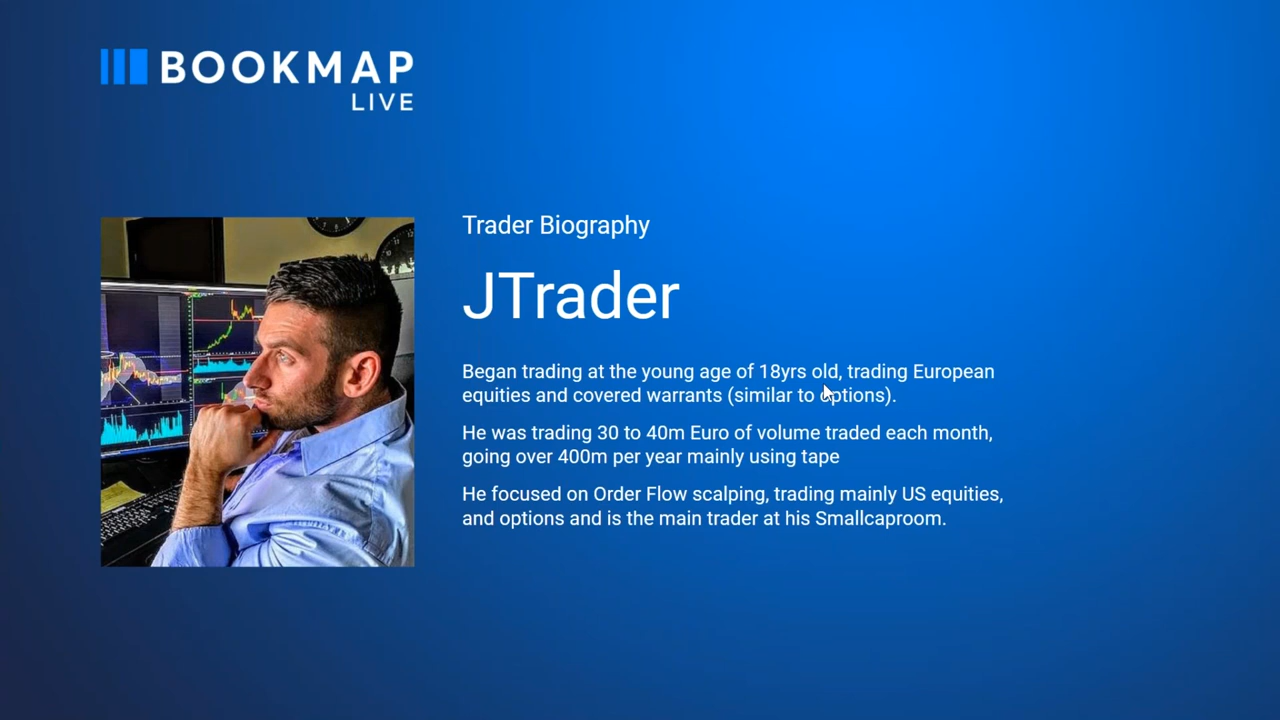 BOOKMAP
LIVE
Trader Biography
JTrader
Began trading at the young age of 18yrs old, trading European
equities and covered warrants (similar to options).
He was trading 30 to 40m Euro of volume traded each month,
going over 400m per year mainly using tape
He focused on Order Flow scalping, trading mainly US equities,
and options and is the main trader at his Smallcaproom.